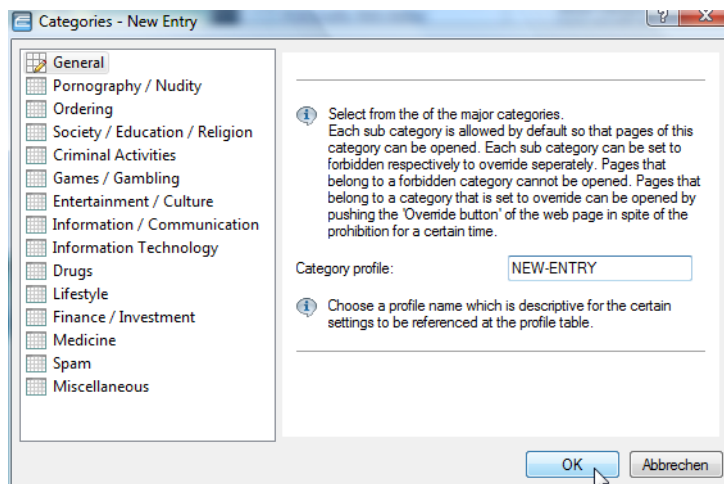 Categories - New Entry
General
Pornography / Nudity
Ordering
Society / Education / Religion
Criminal Activities
Games / Gambling
Entertainment / Culture
Information / Communication
Information Technology
Drugs
Lifestyle
Finance / Investment
Medicine
Spam
Miscellaneous
Select from the of the major categories.
Each sub category is allowed by default so that pages of this
category can be opened. Each sub category can be set to
forbidden respectively to override seperately. Pages that
belong to a forbidden category cannot be opened. Pages that
belong to a category that is set to override can be opened by
pushing the 'Override button' of the web page in spite of the
prohibition for a certain time.
Category profile:
NEW-ENTRY
Choose a profile name which is descriptive for the certain
settings to be referenced at the profile table.
OK
Abbrechen